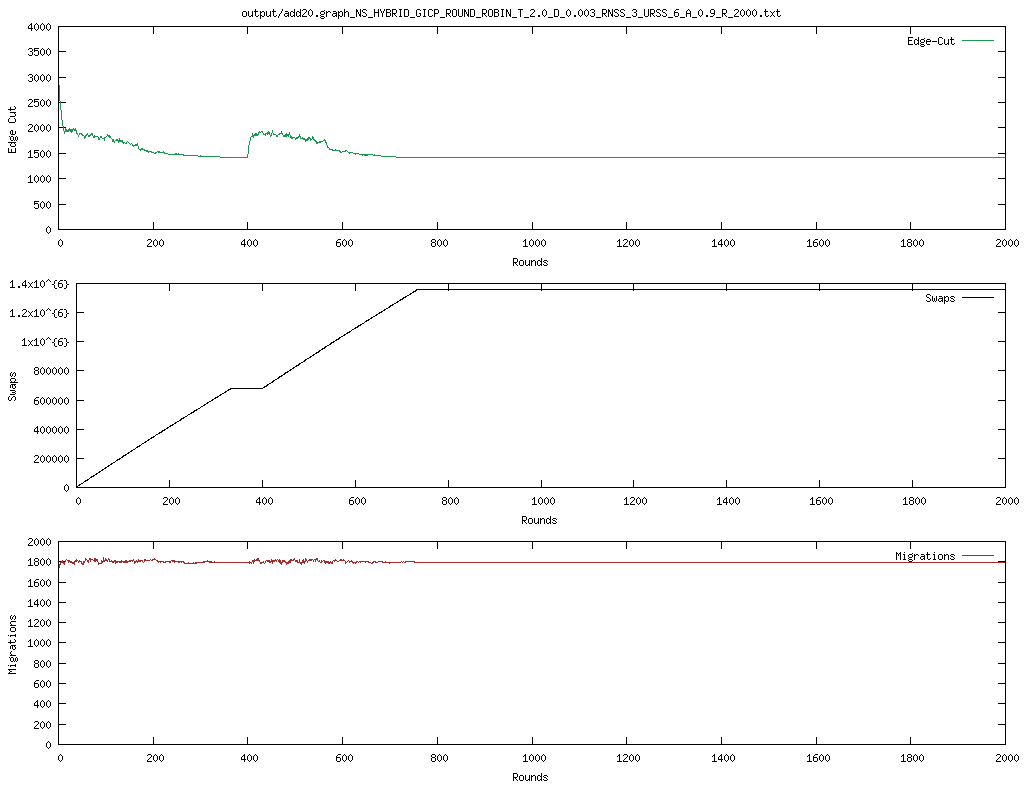 output/add20.graph_NS_HYBRID_GICP_ROUND_ROBIN_T_2.0_D_0.003_RNSS_3_URSS_6_A_0.9_R_2000.txt
4000
3500
3000
2500
2000
1500
1000
500
0
Edge Cut
Edge-Cut
0 200 400 600 800 1000 1200 1400 1600 1800 2000
Rounds
1.4x10^{6}
1.2x10^{6}
1x10^{6}
800000
600000
400000
200000
0
Swaps
Swaps
0 200 400 600 800 1000 1200 1400 1600 1800 2000
Rounds
2000
1800
1600
1400
1200
1000
800
600
400
200
0
Migrations
Migrations
0 200 400 600 800 1000 1200 1400 1600 1800 2000
Rounds